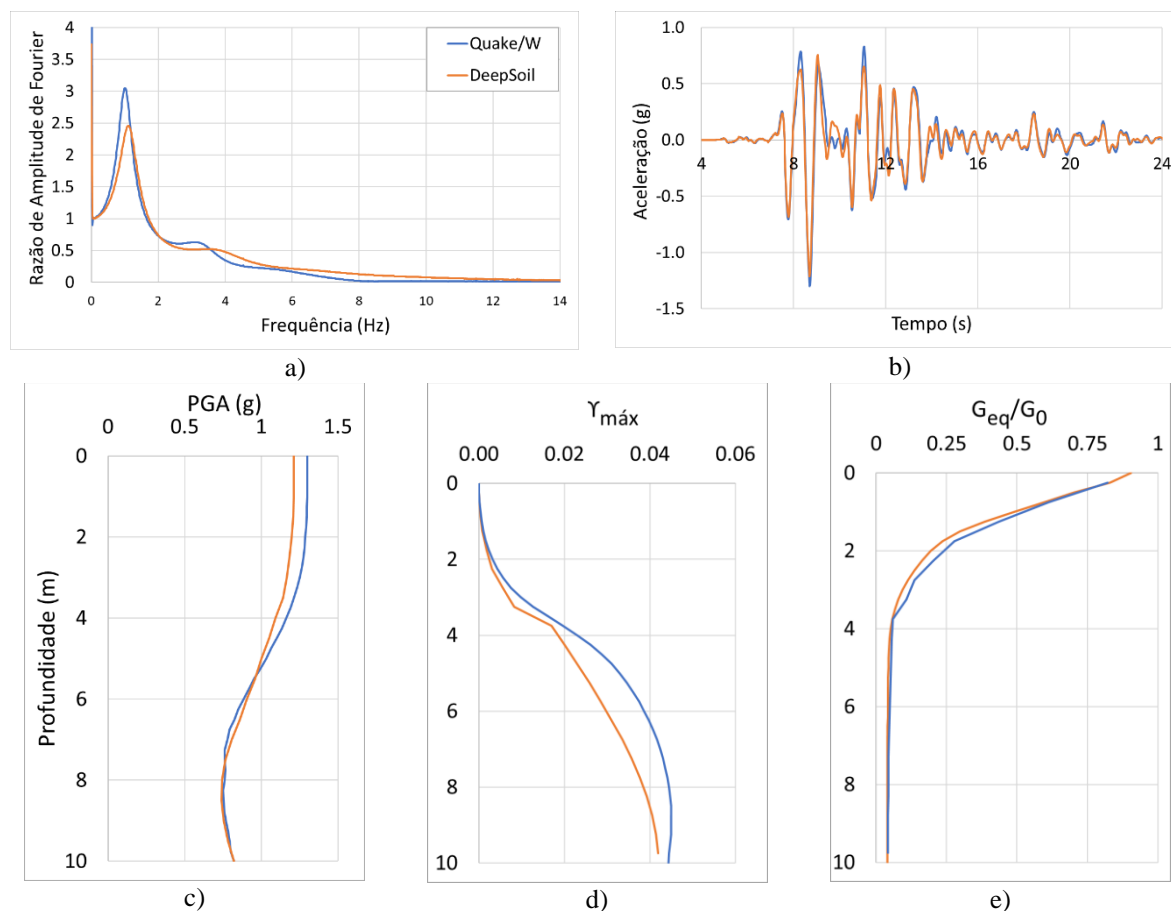 4
3.5
3
2.5
2
1.5
1
0.5
0
Razão de Amplitude de Fourier
Quake/W
DeepSoil
0 2 4 6 8 10 12 14
Frequência (Hz)
a)
1.0
0.5
0.0
-0.5
-1.0
-1.5
Aceleração (g)
4 8 12 16 20 24
Tempo (s)
b)
PGA (g)
0 0.5 1 1.5
0
2
4
6
8
10
Profundidade (m)
c)
ϒmáx
0.00 0.02 0.04 0.06
0
2
4
6
8
10
d)
Geq/G0
0 0.25 0.5 0.75 1
0
2
4
6
8
10
e)